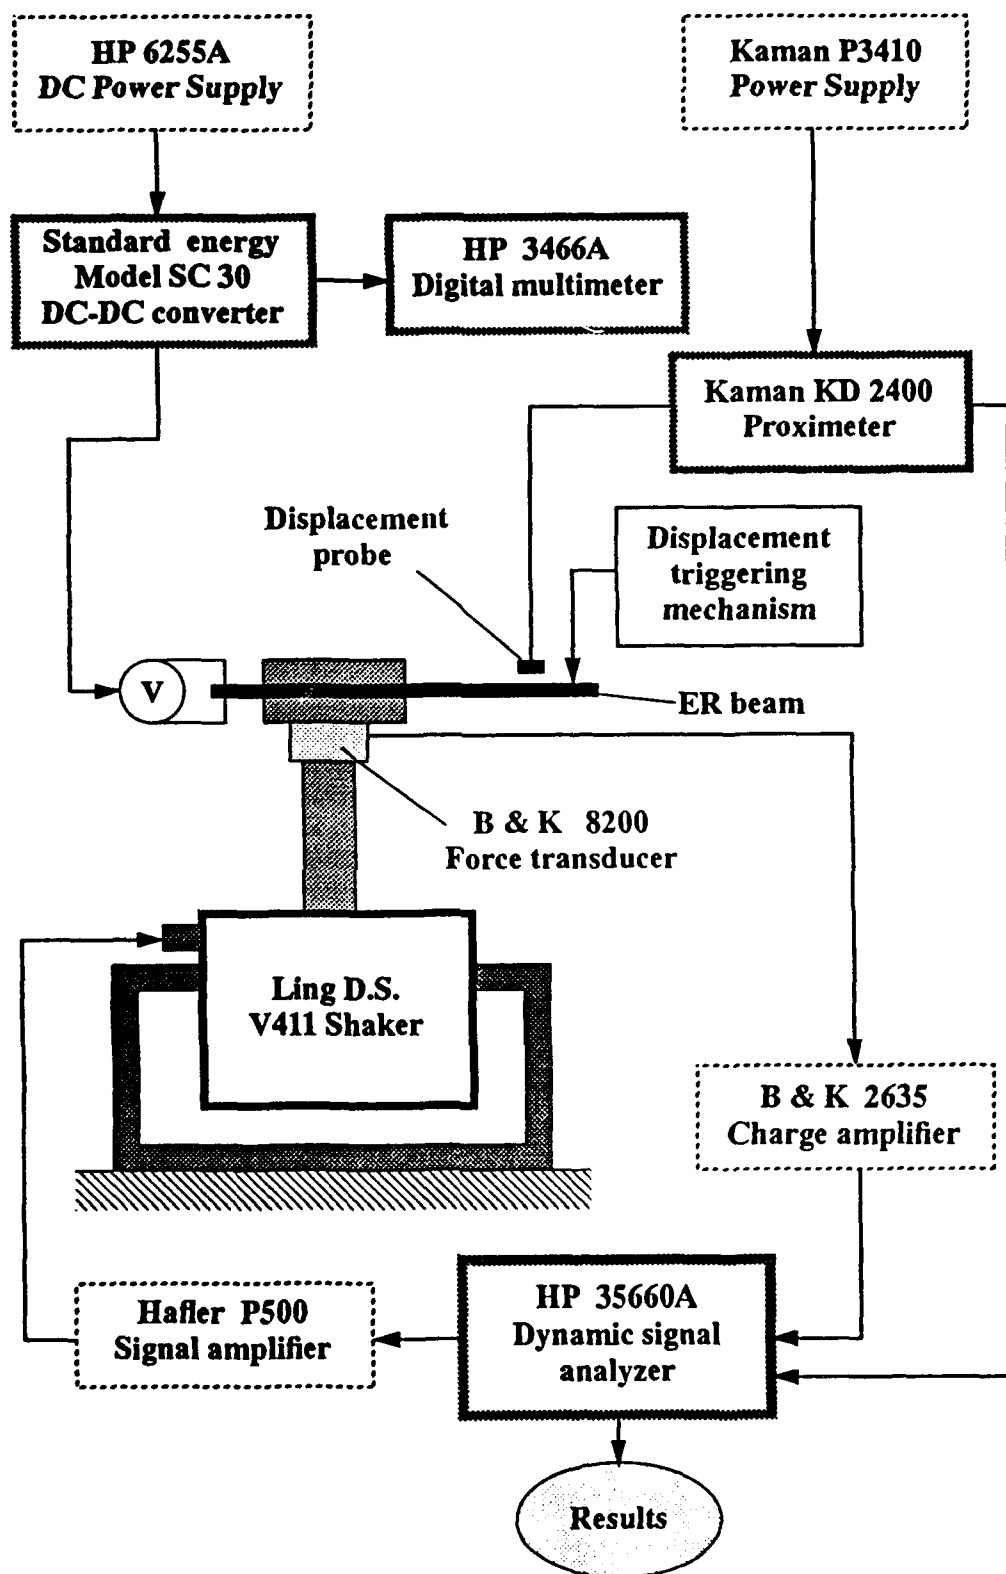 HP 6255A
DC Power Supply
Kaman P3410
Power Supply
Standard energy
Model SC 30
DC-DC converter
HP 3466A
Digital multimeter
Kaman KD 2400
Proximeter
Displacement
probe
Displacement
triggering
mechanism
V
ER beam
B & K 8200
Force transducer
Ling D.S.
V411 Shaker
B & K 2635
Charge amplifier
Hafler P500
Signal amplifier
HP 35660A
Dynamic signal
analyzer
Results